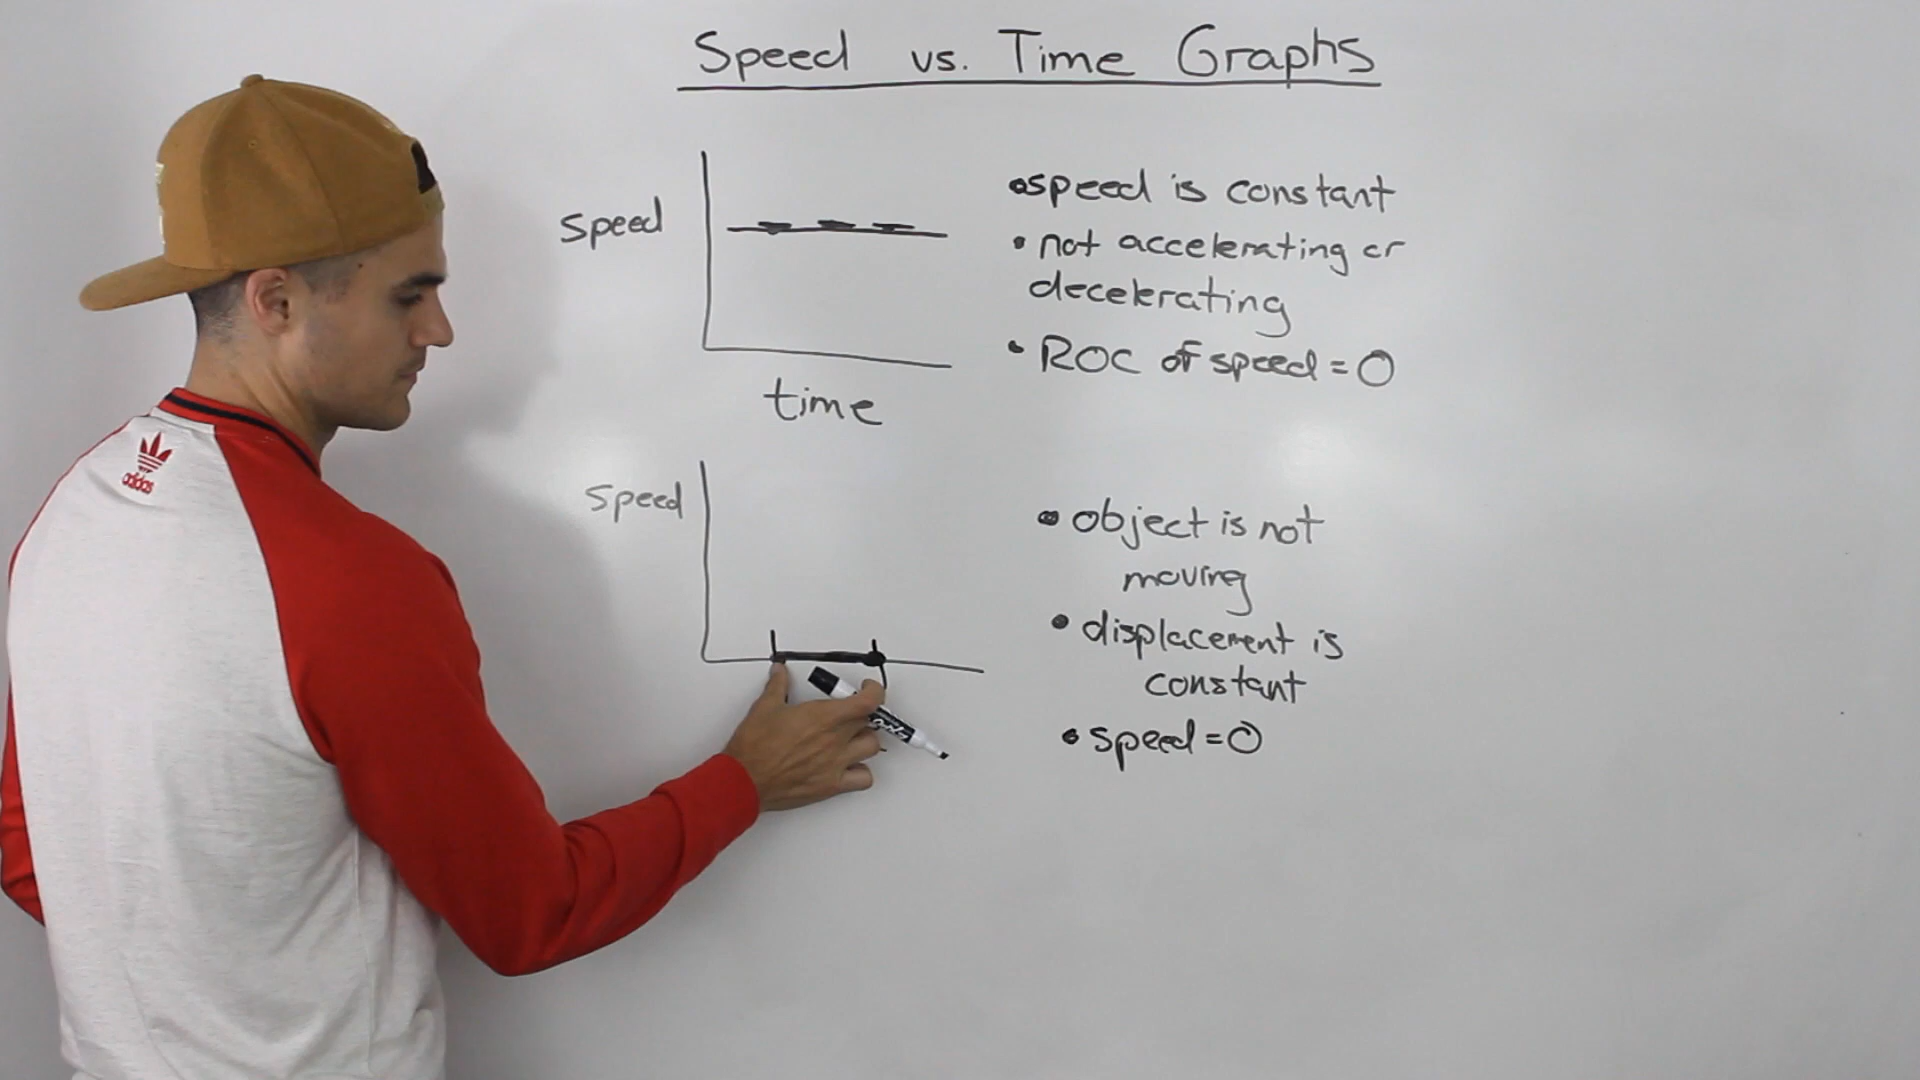 Speed vs. Time Graphs
speed
• speed is constant
• not accelerating or
decelerating
• ROC of speed = 0
time
speed
• object is not
moving
• displacement is
constant
• speed = 0
adidas